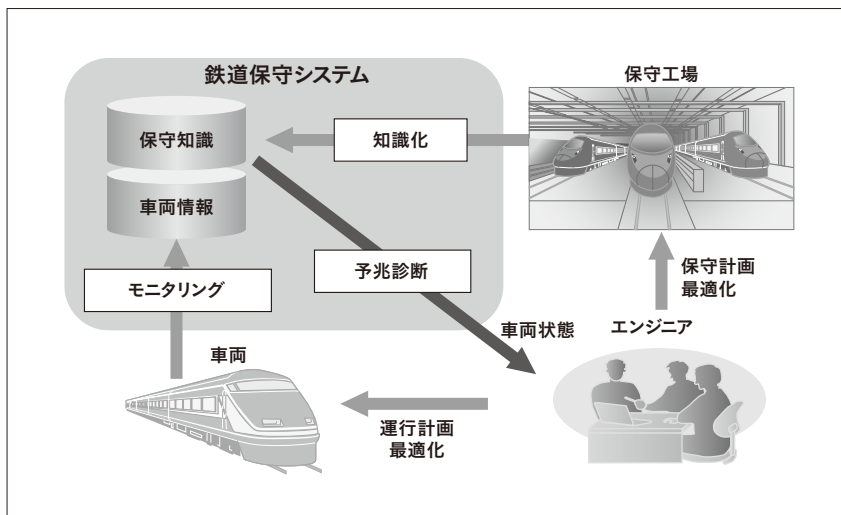 鉄道保守システム
保守工場
保守知識
知識化
車両情報
予兆診断
保守計画
最適化
モニタリング
車両状態
エンジニア
車両
運行計画
最適化